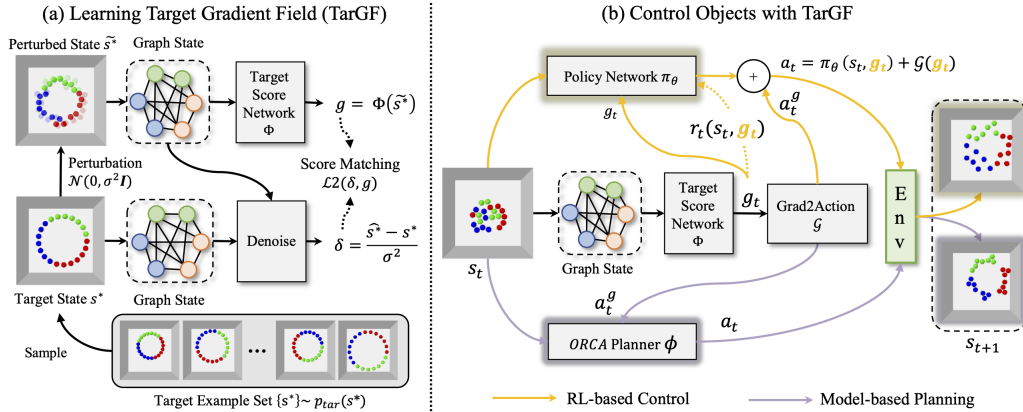 (a) Learning Target Gradient Field (TarGF)
Perturbed State s̃*
Graph State
Target
Score
Network
Φ
g = Φ(s̃*)
Perturbation
𝒩(0, σ²I)
Score Matching
ℒ2(δ, g)
Denoise
δ = (s̃* − s*) / σ²
Target State s*
Graph State
Sample
...
Target Example Set {s*}~ p_tar(s*)
(b) Control Objects with TarGF
Policy Network π_θ
+
a_t = π_θ (s_t, g_t) + 𝒢(g_t)
g_t
a_t^g
r_t(s_t, g_t)
s_t
Graph State
Target
Score
Network
Φ
g_t
Grad2Action
𝒢
E
n
v
s_{t+1}
a_t^g
a_t
ORCA Planner ϕ
RL-based Control
Model-based Planning